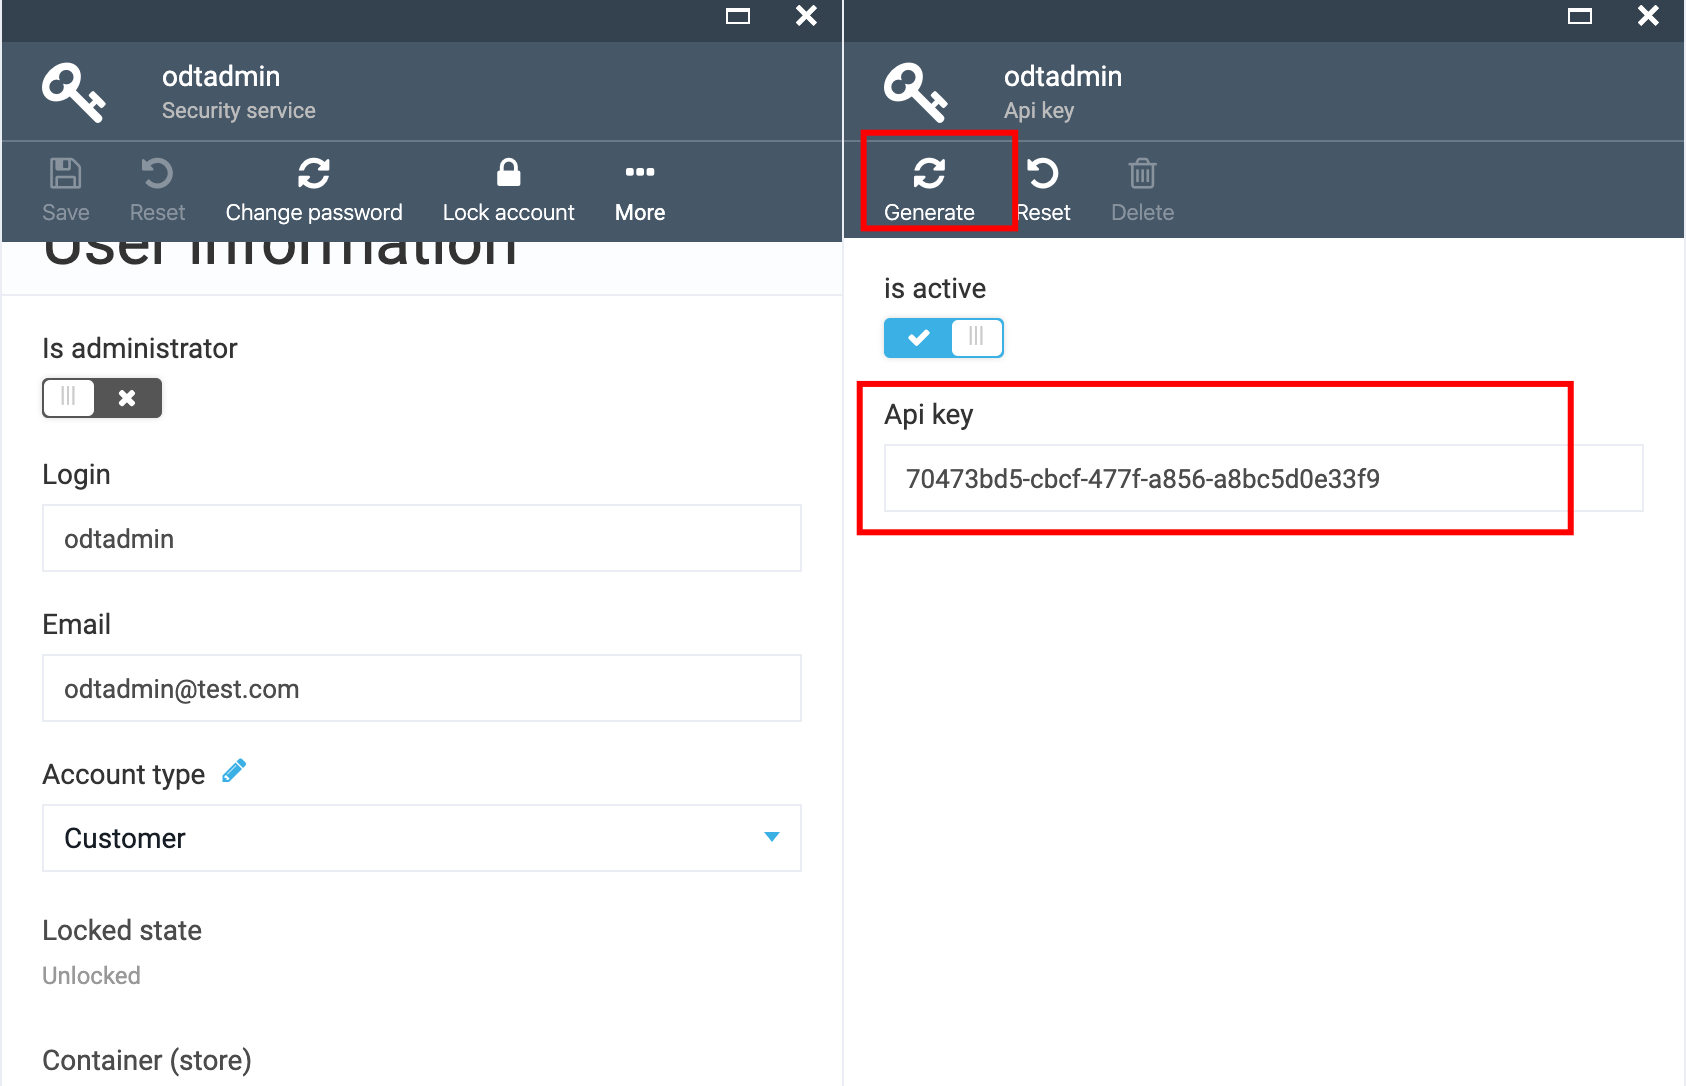 odtadmin
Security service
Save
Reset
Change password
Lock account
More
User information
Is administrator
Login
odtadmin
Email
odtadmin@test.com
Account type
Customer
Locked state
Unlocked
Container (store)
odtadmin
Api key
Generate
Reset
Delete
is active
Api key
70473bd5-cbcf-477f-a856-a8bc5d0e33f9